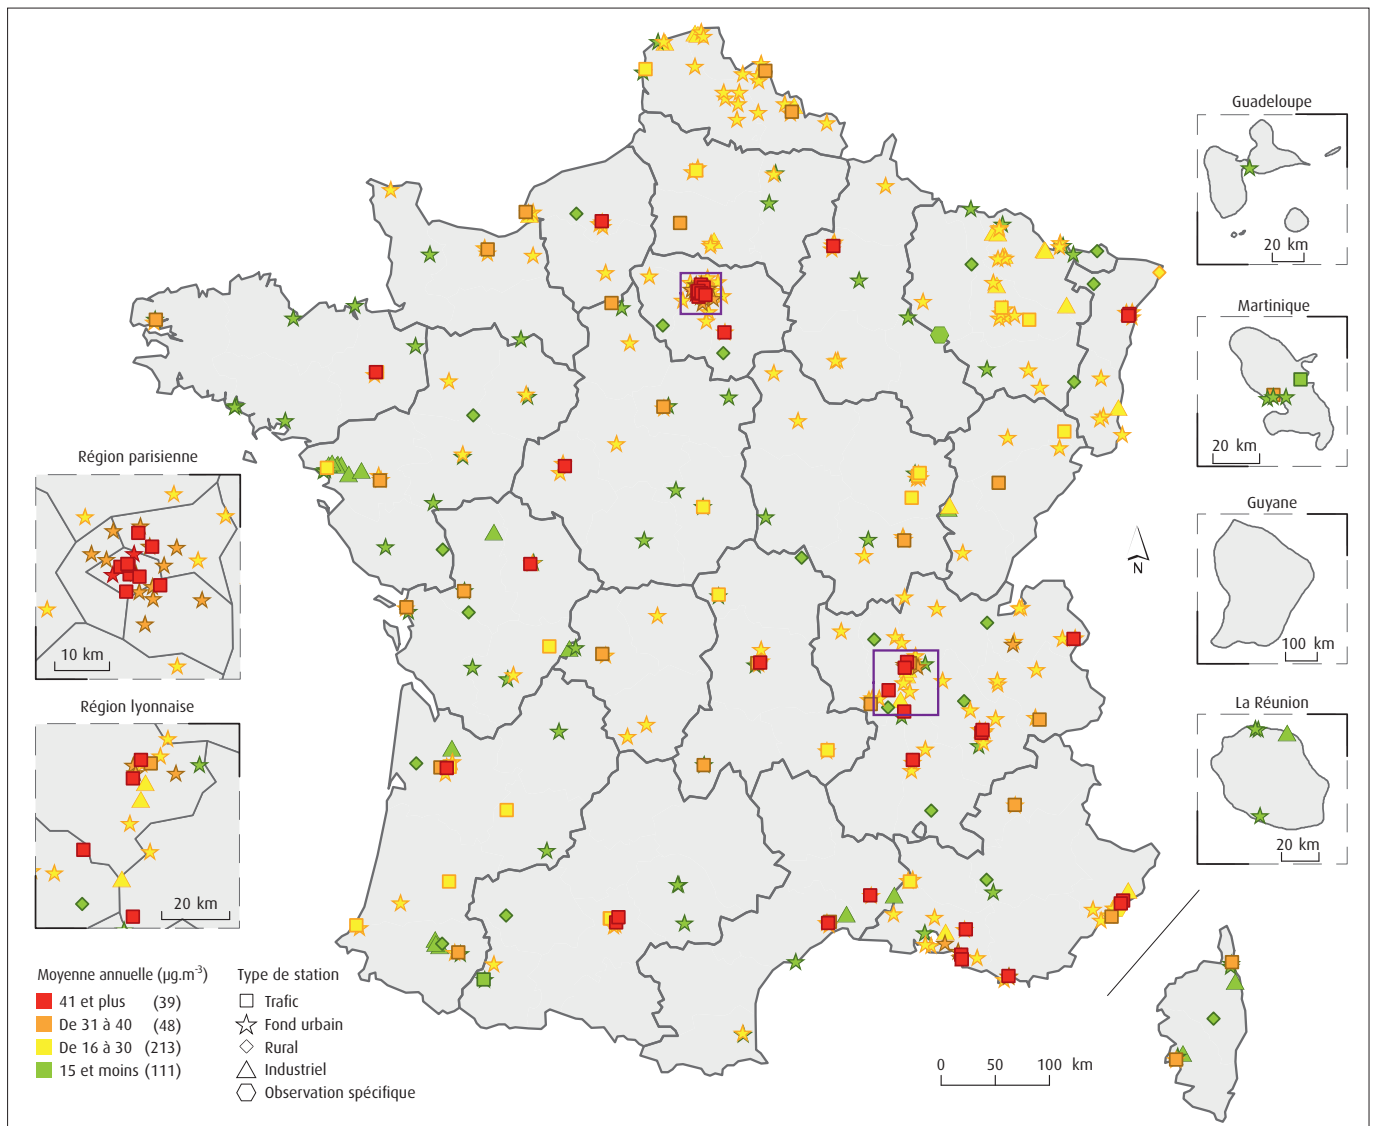 Guadeloupe
20 km
Martinique
20 km
Guyane
100 km
La Réunion
20 km
Région parisienne
10 km
Région lyonnaise
20 km
N
Moyenne annuelle (µg.m-3)
41 et plus (39)
De 31 à 40 (48)
De 16 à 30 (213)
15 et moins (111)
Type de station
Trafic
Fond urbain
Rural
Industriel
Observation spécifique
0 50 100 km